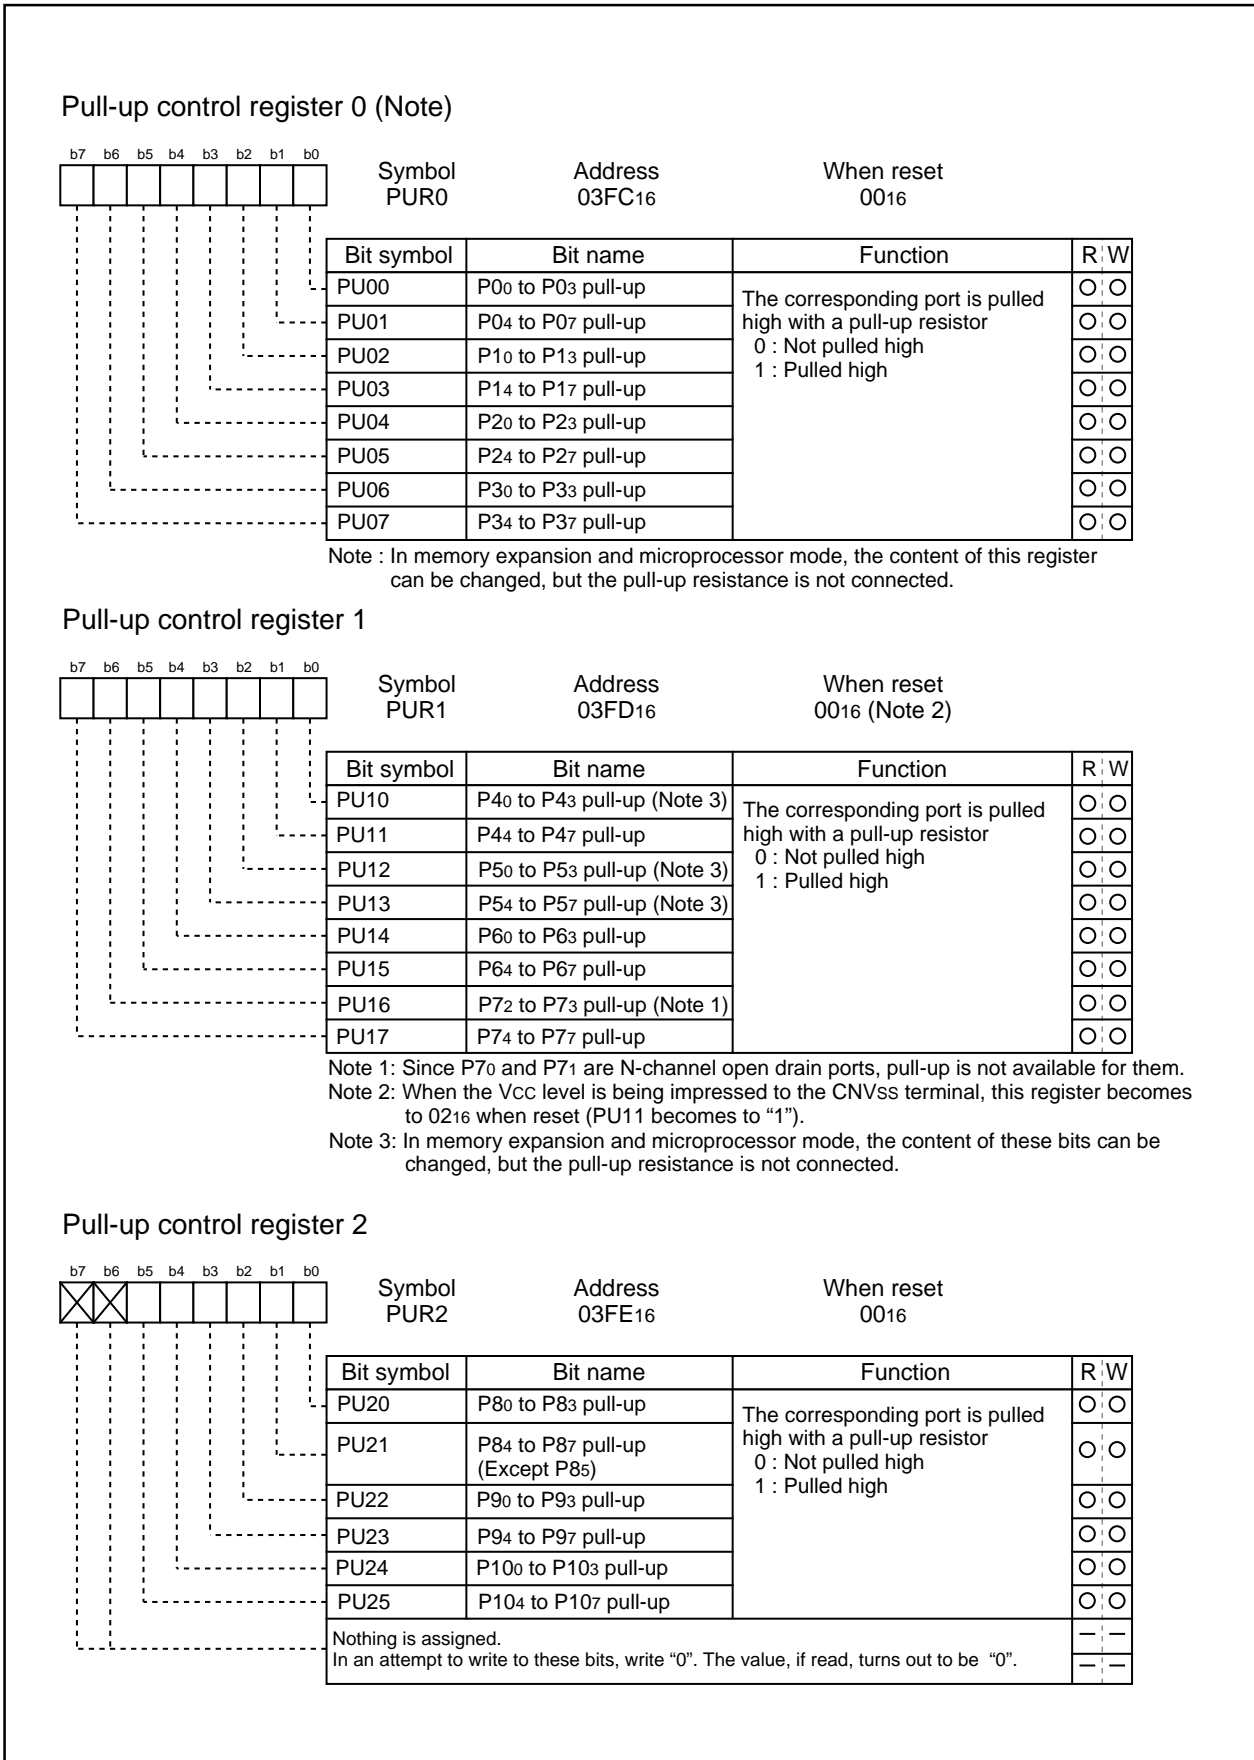 Pull-up control register 0 (Note)
b7 b6 b5 b4 b3 b2 b1 b0
Symbol Address When reset
PUR0 03FC16 0016
Bit symbol Bit name Function R W
PU00 P00 to P03 pull-up The corresponding port is pulled
PU01 P04 to P07 pull-up high with a pull-up resistor
PU02 P10 to P13 pull-up 0 : Not pulled high
PU03 P14 to P17 pull-up 1 : Pulled high
PU04 P20 to P23 pull-up
PU05 P24 to P27 pull-up
PU06 P30 to P33 pull-up
PU07 P34 to P37 pull-up
Note : In memory expansion and microprocessor mode, the content of this register
can be changed, but the pull-up resistance is not connected.
Pull-up control register 1
b7 b6 b5 b4 b3 b2 b1 b0
Symbol Address When reset
PUR1 03FD16 0016 (Note 2)
Bit symbol Bit name Function R W
PU10 P40 to P43 pull-up (Note 3) The corresponding port is pulled
PU11 P44 to P47 pull-up high with a pull-up resistor
PU12 P50 to P53 pull-up (Note 3) 0 : Not pulled high
PU13 P54 to P57 pull-up (Note 3) 1 : Pulled high
PU14 P60 to P63 pull-up
PU15 P64 to P67 pull-up
PU16 P72 to P73 pull-up (Note 1)
PU17 P74 to P77 pull-up
Note 1: Since P70 and P71 are N-channel open drain ports, pull-up is not available for them.
Note 2: When the VCC level is being impressed to the CNVSS terminal, this register becomes
to 0216 when reset (PU11 becomes to “1”).
Note 3: In memory expansion and microprocessor mode, the content of these bits can be
changed, but the pull-up resistance is not connected.
Pull-up control register 2
b7 b6 b5 b4 b3 b2 b1 b0
Symbol Address When reset
PUR2 03FE16 0016
Bit symbol Bit name Function R W
PU20 P80 to P83 pull-up The corresponding port is pulled
PU21 P84 to P87 pull-up high with a pull-up resistor
(Except P85) 0 : Not pulled high
PU22 P90 to P93 pull-up 1 : Pulled high
PU23 P94 to P97 pull-up
PU24 P100 to P103 pull-up
PU25 P104 to P107 pull-up
Nothing is assigned. – –
In an attempt to write to these bits, write “0”. The value, if read, turns out to be “0”. – –